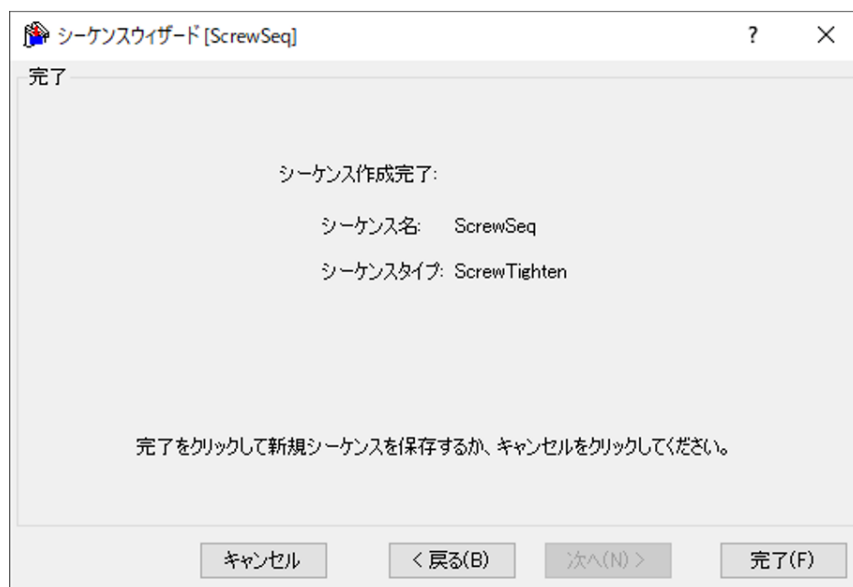 シーケンスウィザード [ScrewSeq]
? ×
完了
シーケンス作成完了:
シーケンス名: ScrewSeq
シーケンスタイプ: ScrewTighten
完了をクリックして新規シーケンスを保存するか、キャンセルをクリックしてください。
キャンセル < 戻る(B) 次へ(N) > 完了(F)